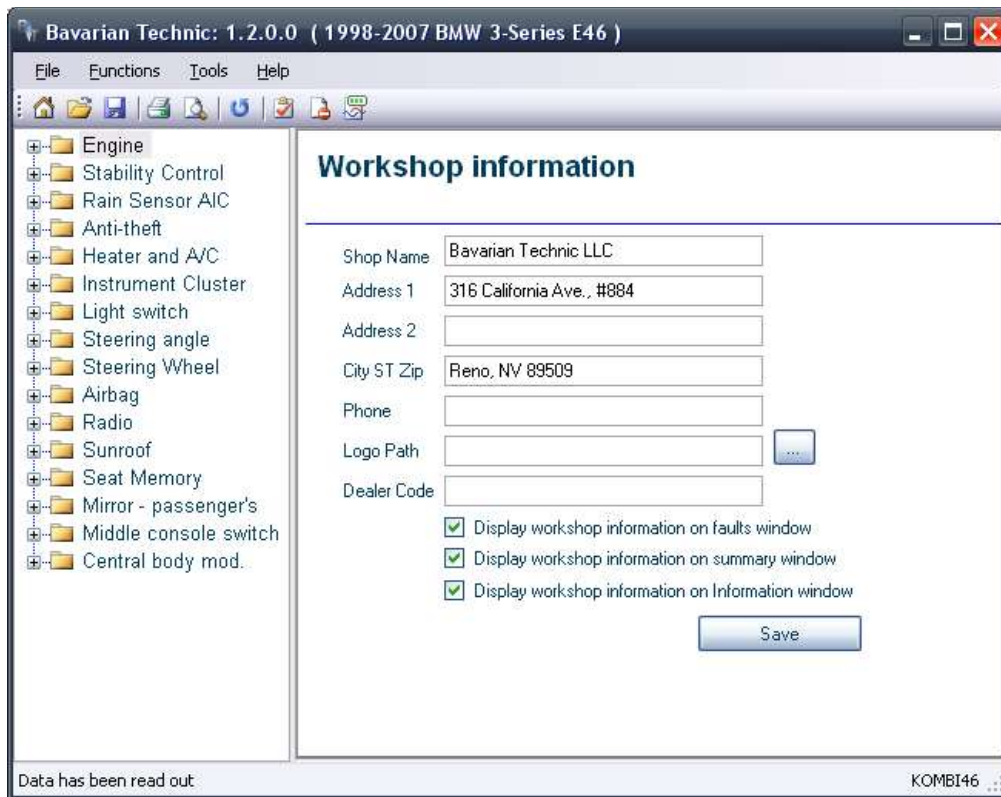 Bavarian Technic: 1.2.0.0 ( 1998-2007 BMW 3-Series E46 )
File Functions Tools Help
Engine
Stability Control
Rain Sensor AIC
Anti-theft
Heater and A/C
Instrument Cluster
Light switch
Steering angle
Steering Wheel
Airbag
Radio
Sunroof
Seat Memory
Mirror - passenger's
Middle console switch
Central body mod.
Workshop information
Shop Name Bavarian Technic LLC
Address 1 316 California Ave., #884
Address 2
City ST Zip Reno, NV 89509
Phone
Logo Path ...
Dealer Code
Display workshop information on faults window
Display workshop information on summary window
Display workshop information on Information window
Save
Data has been read out KOMBI46